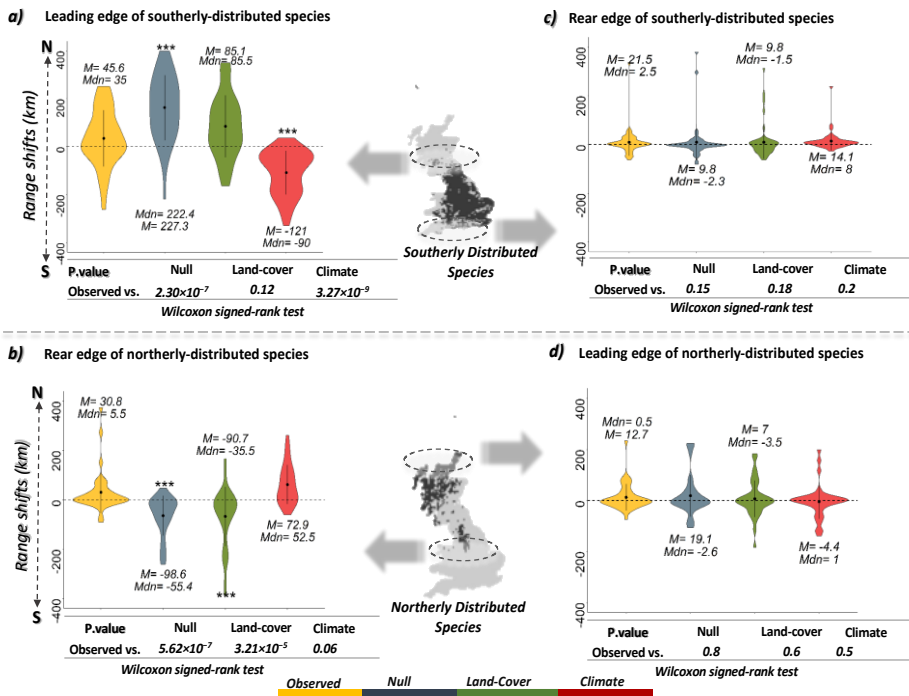 a) Leading edge of southerly-distributed species
N
Range shifts (km)
S
400
200
0
200
-400
M= 45.6
Mdn= 35
***
M= 85.1
Mdn= 85.5
***
Mdn= 222.4
M= 227.3
M= -121
Mdn= -90
P.value Null Land-cover Climate
Observed vs. 2.30×10⁻⁷ 0.12 3.27×10⁻⁹
Wilcoxon signed-rank test
Southerly Distributed
Species
c) Rear edge of southerly-distributed species
400
200
0
200
-400
M= 21.5
Mdn= 2.5
M= 9.8
Mdn= -1.5
M= 9.8
Mdn= -2.3
M= 14.1
Mdn= 8
P.value Null Land-cover Climate
Observed vs. 0.15 0.18 0.2
Wilcoxon signed-rank test
b) Rear edge of northerly-distributed species
N
Range shifts (km)
S
400
200
0
-200
-400
M= 30.8
Mdn= 5.5
***
M= -90.7
Mdn= -35.5
M= -98.6
Mdn= -55.4
***
M= 72.9
Mdn= 52.5
P.value Null Land-cover Climate
Observed vs. 5.62×10⁻⁷ 3.21×10⁻⁵ 0.06
Wilcoxon signed-rank test
Northerly Distributed
Species
d) Leading edge of northerly-distributed species
400
200
0
-200
-400
Mdn= 0.5
M= 12.7
M= 7
Mdn= -3.5
M= 19.1
Mdn= -2.6
M= -4.4
Mdn= 1
P.value Null Land-cover Climate
Observed vs. 0.8 0.6 0.5
Wilcoxon signed-rank test
Observed Null Land-Cover Climate